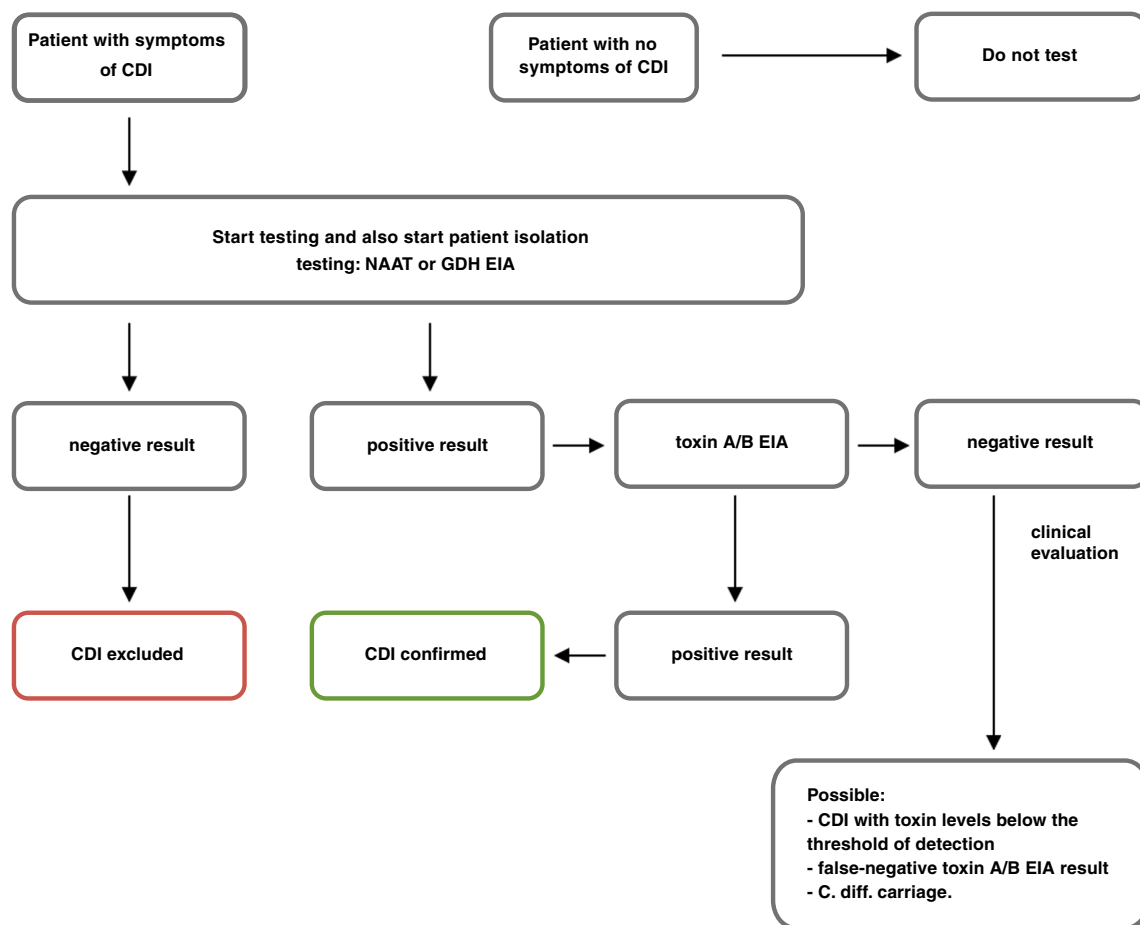 Patient with symptoms
of CDI
Patient with no
symptoms of CDI
Do not test
Start testing and also start patient isolation
testing: NAAT or GDH EIA
negative result
positive result
toxin A/B EIA
negative result
clinical
evaluation
CDI excluded
CDI confirmed
positive result
Possible:
- CDI with toxin levels below the
threshold of detection
- false-negative toxin A/B EIA result
- C. diff. carriage.